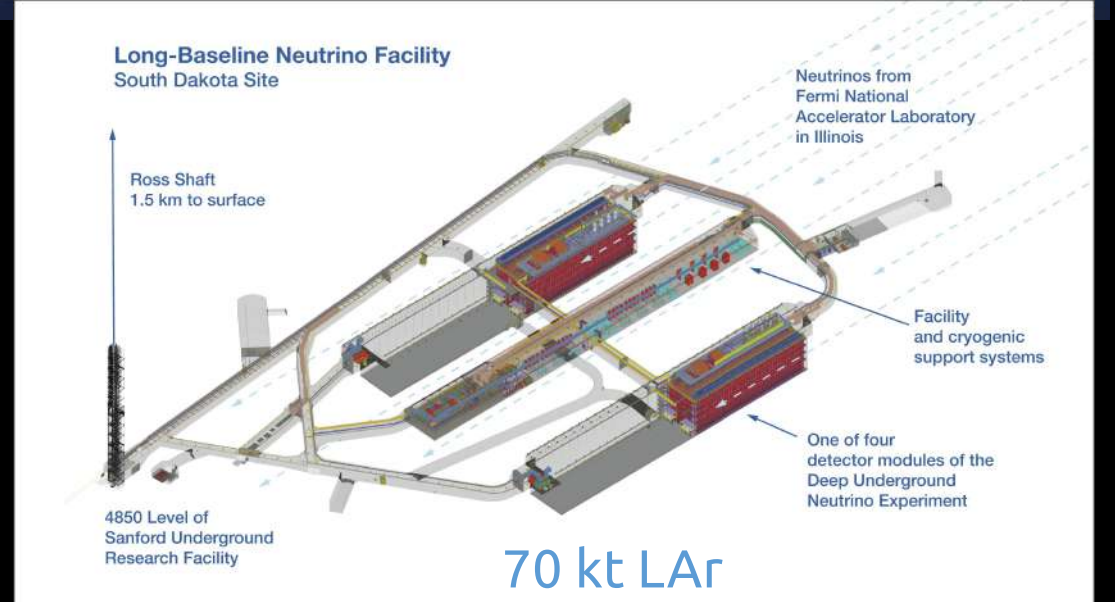 Long-Baseline Neutrino Facility
South Dakota Site
Neutrinos from
Fermi National
Accelerator Laboratory
in Illinois
Ross Shaft
1.5 km to surface
Facility
and cryogenic
support systems
One of four
detector modules of the
Deep Underground
Neutrino Experiment
4850 Level of
Sanford Underground
Research Facility
70 kt LAr